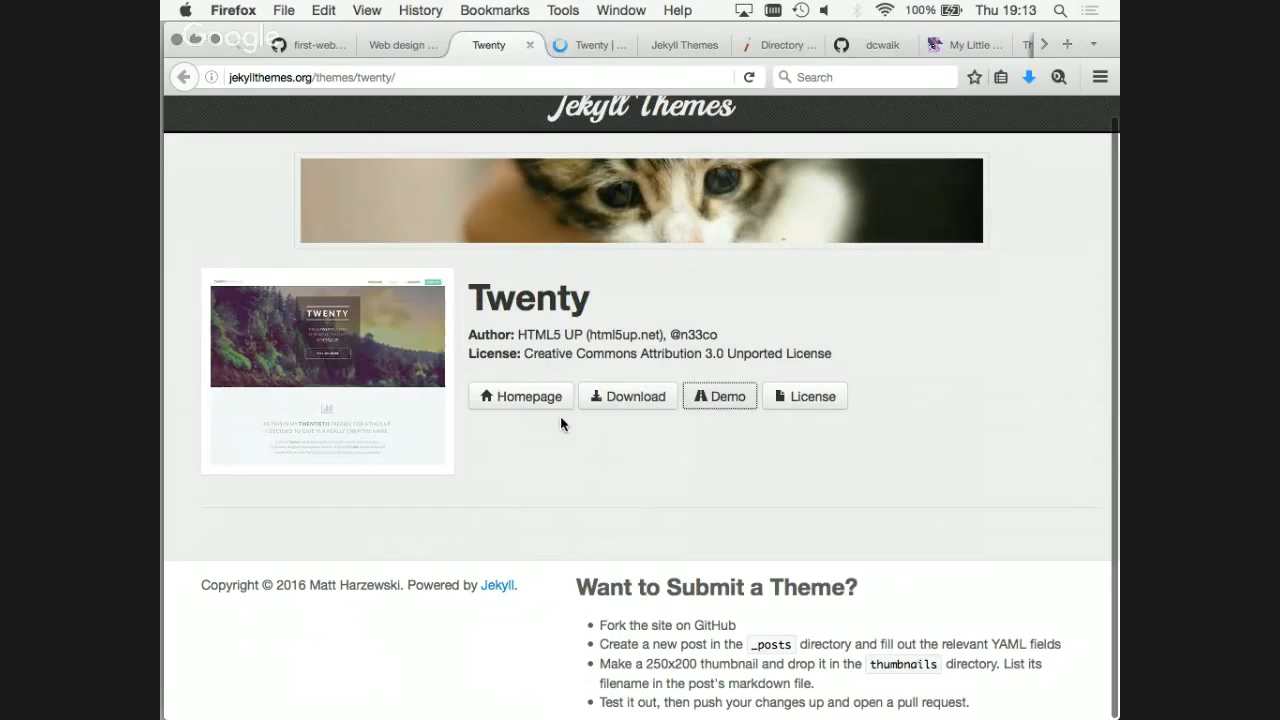 Firefox File Edit View History Bookmarks Tools Window Help 100% Thu 19:13
Google
first-web... Web design ... Twenty Twenty | ... Jekyll Themes Directory ... dcwalk My Little ...
jekyllthemes.org/themes/twenty/ Search
Jekyll Themes
Twenty
Author: HTML5 UP (html5up.net), @n33co
License: Creative Commons Attribution 3.0 Unported License
Homepage Download Demo License
TWENTY
Copyright © 2016 Matt Harzewski. Powered by Jekyll.
Want to Submit a Theme?
Fork the site on GitHub
Create a new post in the _posts directory and fill out the relevant YAML fields
Make a 250x200 thumbnail and drop it in the thumbnails directory. List its
filename in the post's markdown file.
Test it out, then push your changes up and open a pull request.